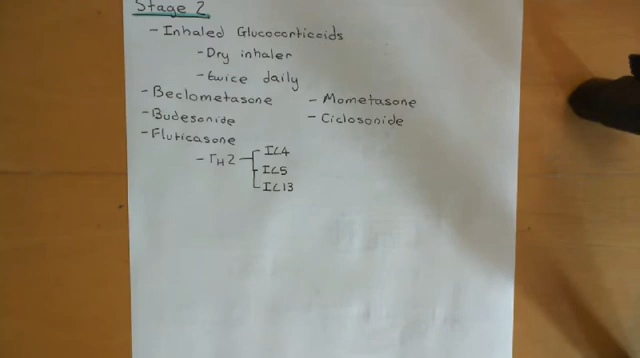 Stage 2
- Inhaled Glucocorticoids
- Dry inhaler
- twice daily
- Beclometasone
- Budesonide
- Fluticasone
- Mometasone
- Ciclosonide
- TH2
IL4
IL5
IL13